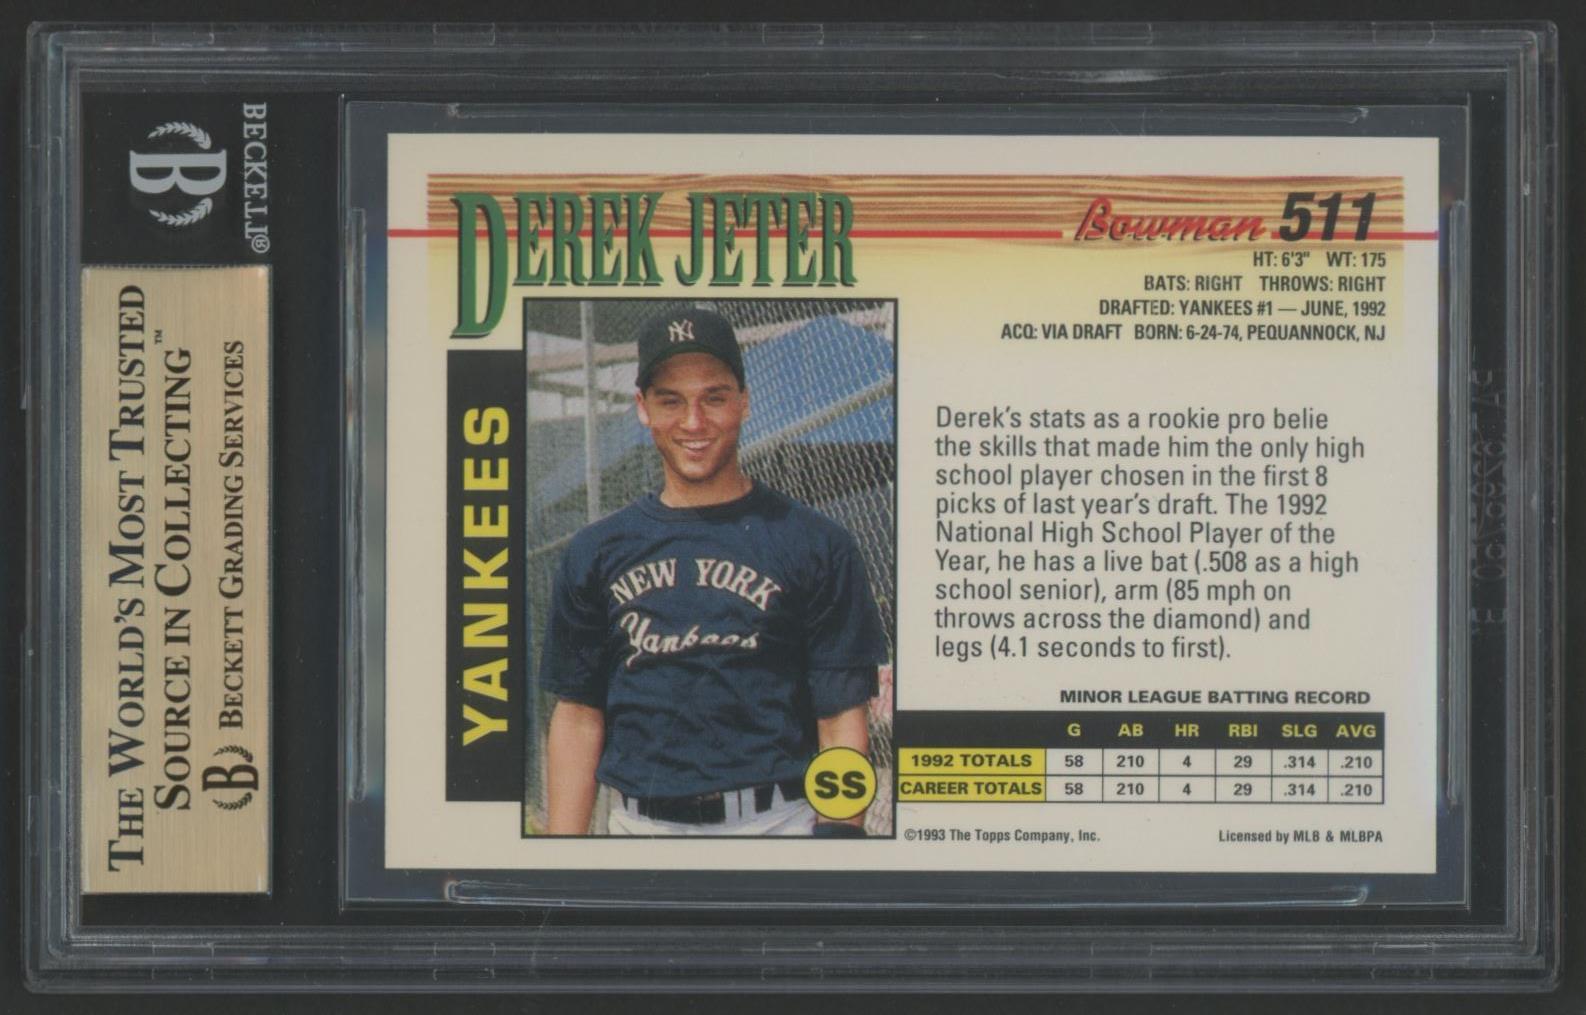 BECKETT®
B
THE WORLD'S MOST TRUSTED
SOURCE IN COLLECTING™
B BECKETT GRADING SERVICES
DEREK JETER
Bowman 511
HT: 6'3" WT: 175
BATS: RIGHT THROWS: RIGHT
DRAFTED: YANKEES #1 — JUNE, 1992
ACQ: VIA DRAFT BORN: 6-24-74, PEQUANNOCK, NJ
YANKEES
NY
NEW YORK
Yankees
SS
Derek's stats as a rookie pro belie
the skills that made him the only high
school player chosen in the first 8
picks of last year's draft. The 1992
National High School Player of the
Year, he has a live bat (.508 as a high
school senior), arm (85 mph on
throws across the diamond) and
legs (4.1 seconds to first).
MINOR LEAGUE BATTING RECORD
G AB HR RBI SLG AVG
1992 TOTALS 58 210 4 29 .314 .210
CAREER TOTALS 58 210 4 29 .314 .210
©1993 The Topps Company, Inc. Licensed by MLB & MLBPA